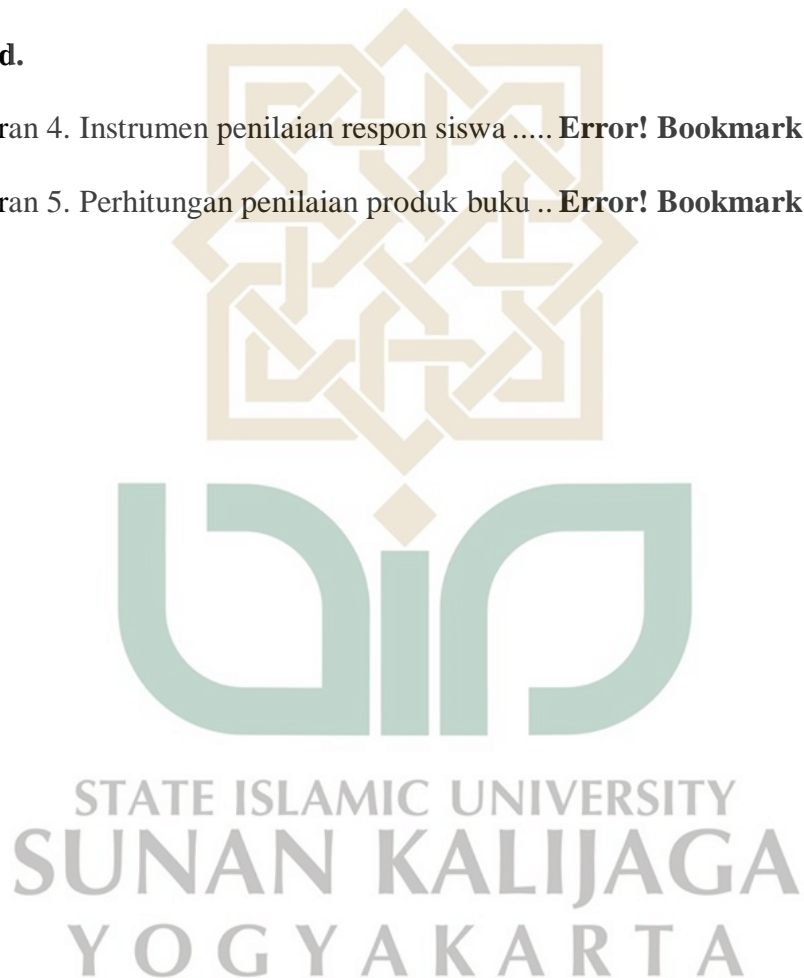 d.
ran 4. Instrumen penilaian respon siswa ..... Error! Bookmark
ran 5. Perhitungan penilaian produk buku .. Error! Bookmark
STATE ISLAMIC UNIVERSITY
SUNAN KALIJAGA
YOGYAKARTA